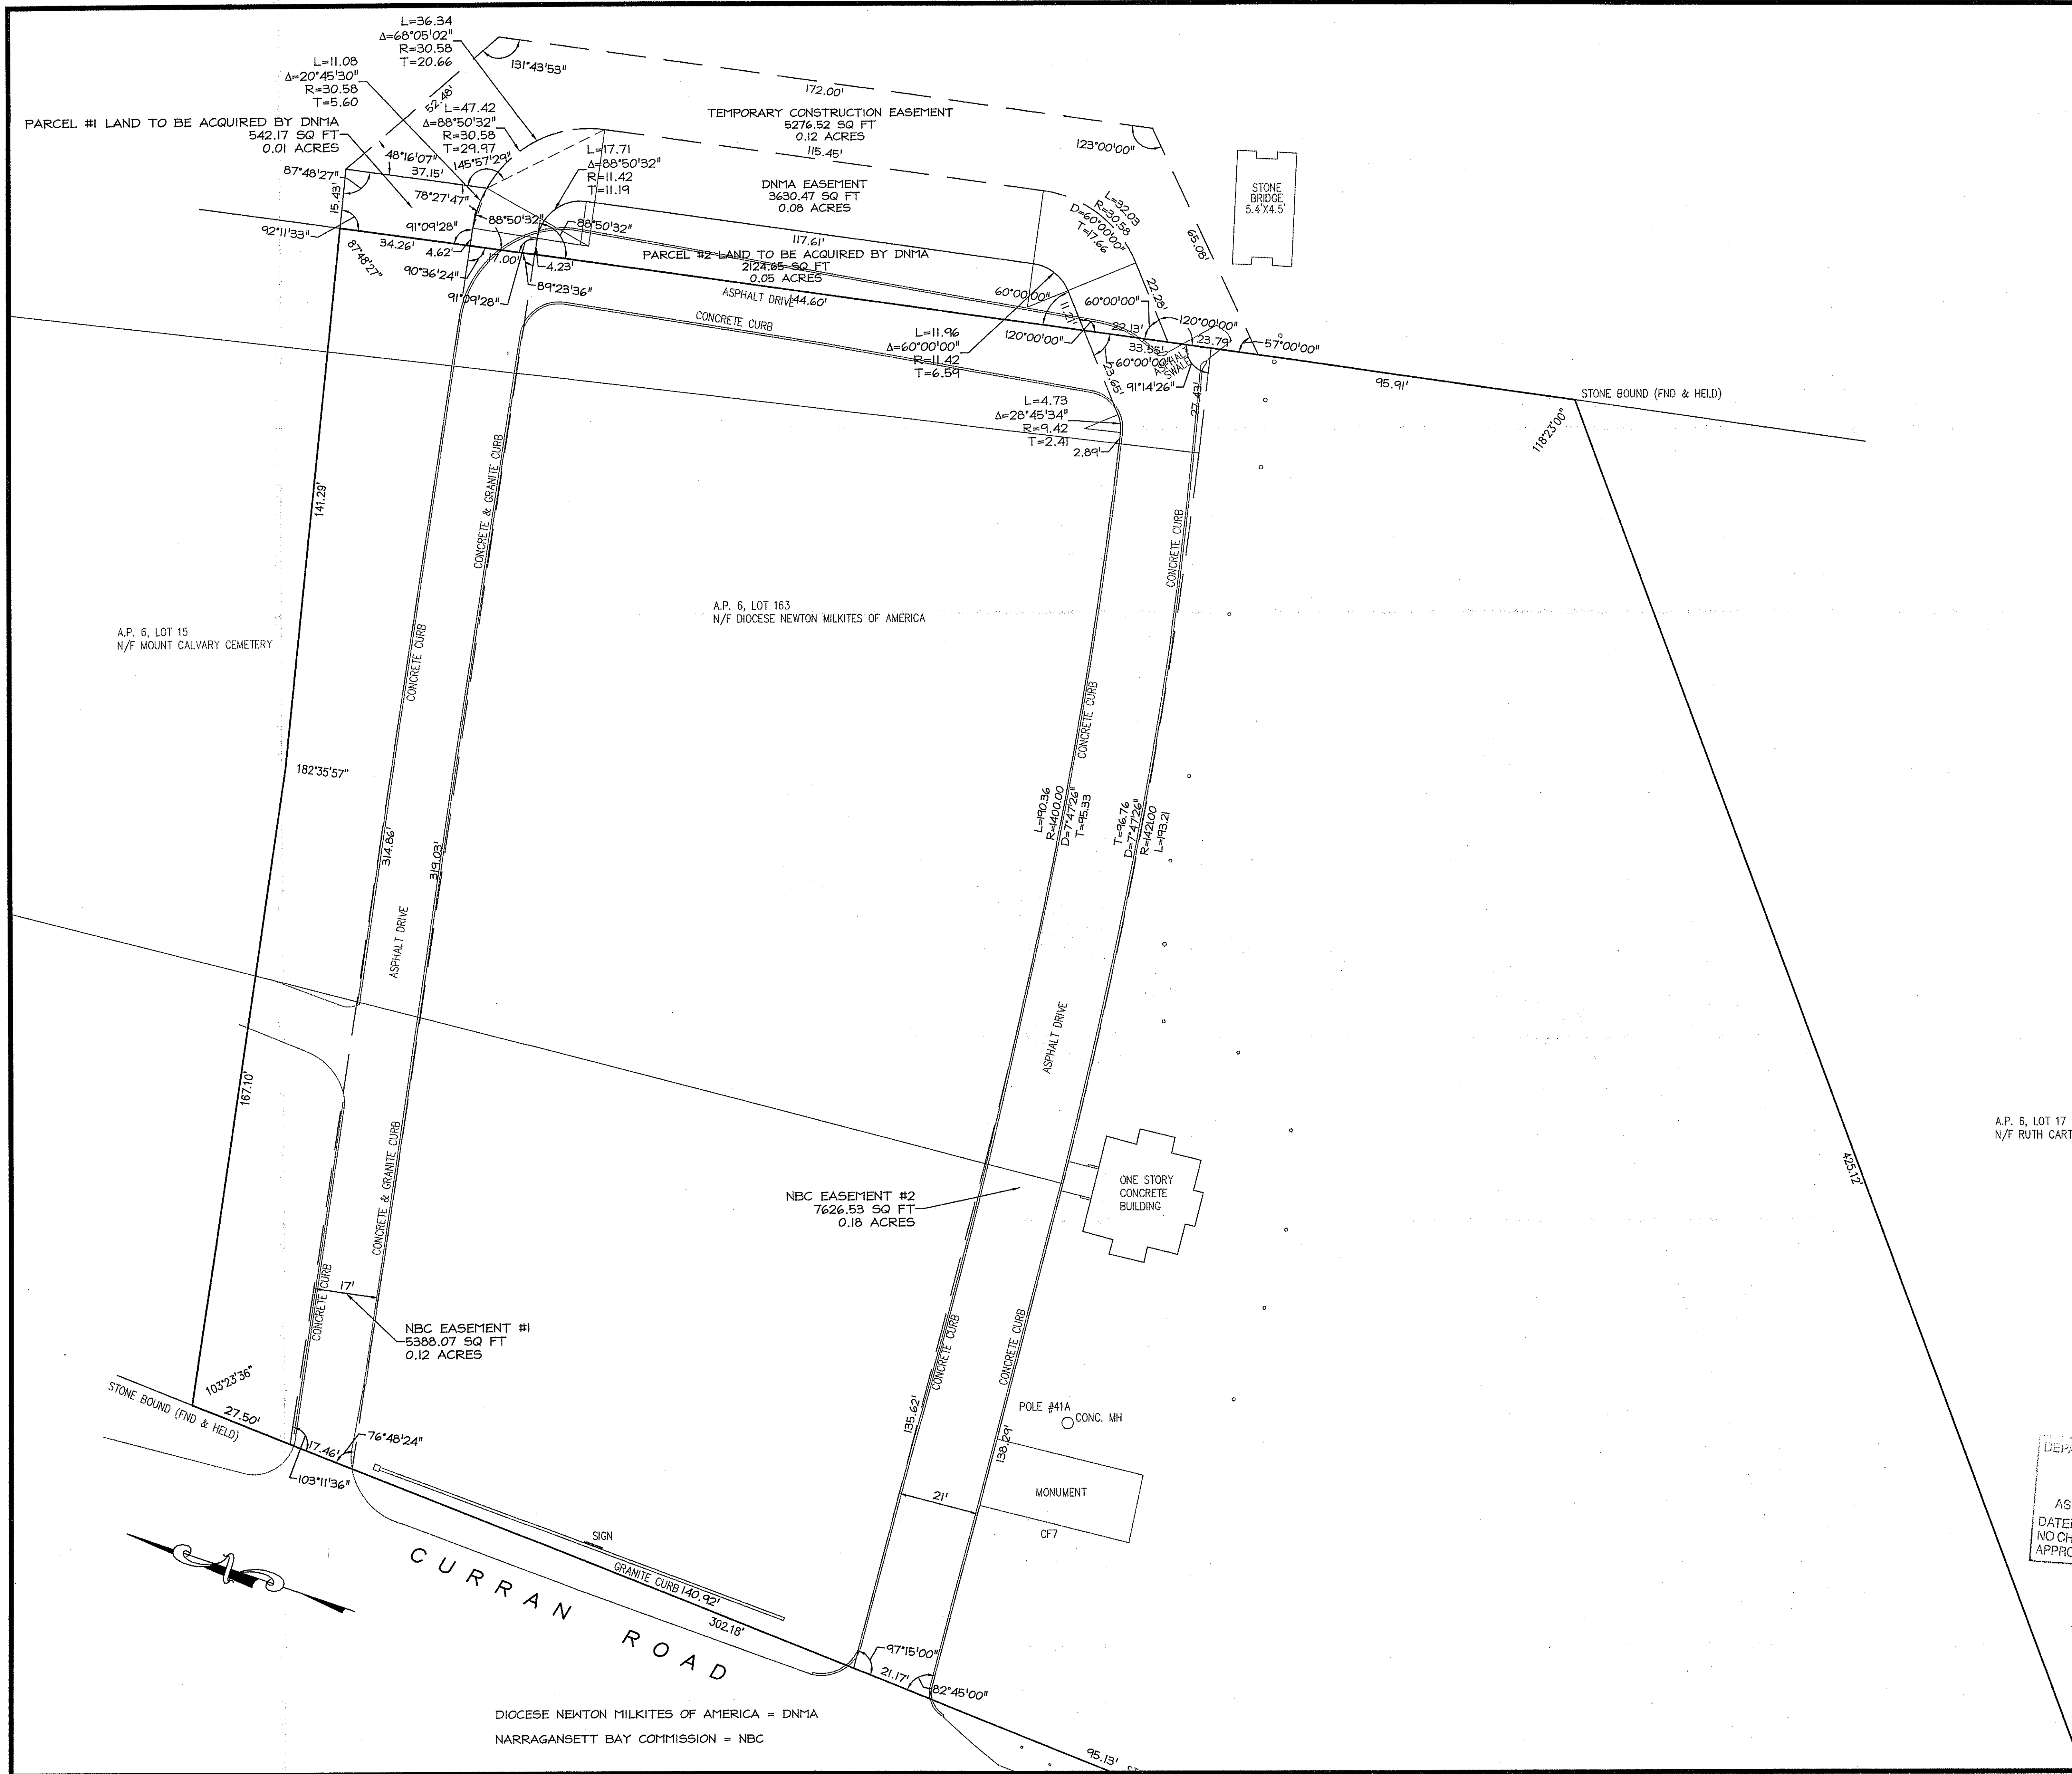 L=36.34
Δ=68°05'02"
R=30.58
T=20.66
L=11.08
Δ=20°45'30"
R=30.58
T=5.60
131°43'53"
172.00'
52.48'
L=47.42
Δ=88°50'32"
R=30.58
T=29.97
TEMPORARY CONSTRUCTION EASEMENT
5276.52 SQ FT
0.12 ACRES
115.45'
PARCEL #1 LAND TO BE ACQUIRED BY DNMA
542.17 SQ FT
0.01 ACRES
123°00'00"
48°16'07"
37.15'
145°57'29"
L=17.71
Δ=88°50'32"
R=11.42
T=11.19
87°48'27"
15.43'
78°27'47"
DNMA EASEMENT
3630.47 SQ FT
0.08 ACRES
STONE
BRIDGE
5.4'X4.5'
L=32.03
R=30.58
D=60°00'00"
T=17.66
65.08'
92°11'33"
91°09'28"
88°50'32"
88°50'32"
34.26'
4.62'
87°48'27"
117.61'
PARCEL #2 LAND TO BE ACQUIRED BY DNMA
2124.65 SQ FT
0.05 ACRES
90°36'24"
17.00'
4.23'
89°23'36"
91°09'28"
ASPHALT DRIVE
144.60'
CONCRETE CURB
60°00'00"
11.21'
60°00'00"
22.28'
120°00'00"
22.13'
120°00'00"
33.55'
23.79'
57°00'00"
L=11.96
Δ=60°00'00"
R=11.42
T=6.59
60°00'00"
ASPHALT
SWALE
91°14'26"
23.65'
27.43'
95.91'
STONE BOUND (FND & HELD)
118°23'00"
L=4.73
Δ=28°45'34"
R=9.42
T=2.41
2.89'
141.29'
CONCRETE & GRANITE CURB
CONCRETE CURB
A.P. 6, LOT 163
N/F DIOCESE NEWTON MILKITES OF AMERICA
A.P. 6, LOT 15
N/F MOUNT CALVARY CEMETERY
CONCRETE CURB
CONCRETE CURB
182°35'57"
L=190.36
R=1400.00
D=7°47'26"
T=95.33
T=96.76
D=7°47'26"
R=1421.00
L=193.21
314.86'
319.03'
ASPHALT DRIVE
ASPHALT DRIVE
167.10'
A.P. 6, LOT 17
N/F RUTH CART
425.12'
CONCRETE & GRANITE CURB
ONE STORY
CONCRETE
BUILDING
NBC EASEMENT #2
7626.53 SQ FT
0.18 ACRES
17'
CONCRETE CURB
NBC EASEMENT #1
5388.07 SQ FT
0.12 ACRES
CONCRETE CURB
CONCRETE CURB
103°23'36"
STONE BOUND (FND & HELD)
27.50'
17.46'
76°48'24"
103°11'36"
135.62'
138.29'
POLE #41A
CONC. MH
21'
MONUMENT
CF7
DEPA
AS
DATE
NO CH
APPRO
SIGN
GRANITE CURB
140.92'
302.18'
CURRAN ROAD
97°15'00"
21.17'
82°45'00"
DIOCESE NEWTON MILKITES OF AMERICA = DNMA
NARRAGANSETT BAY COMMISSION = NBC
95.13'